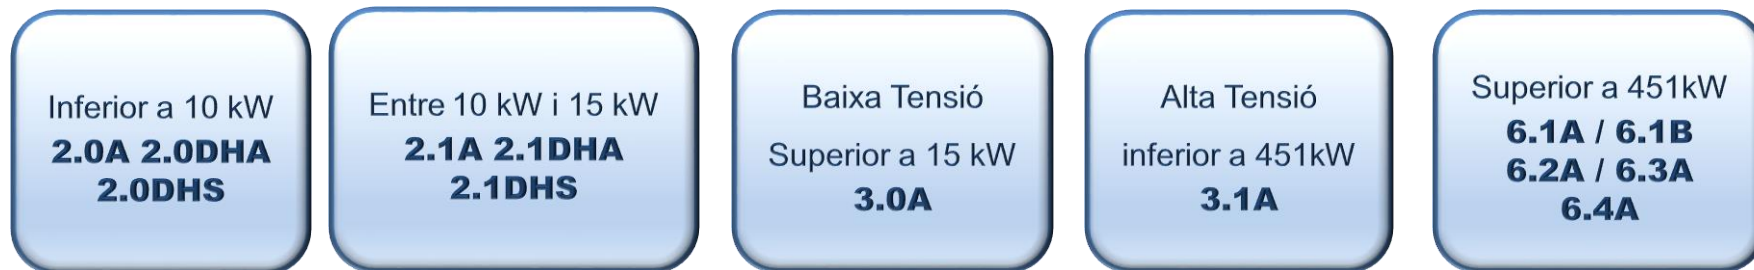 Inferior a 10 kW
2.0A 2.0DHA
2.0DHS
Entre 10 kW i 15 kW
2.1A 2.1DHA
2.1DHS
Baixa Tensió
Superior a 15 kW
3.0A
Alta Tensió
inferior a 451kW
3.1A
Superior a 451kW
6.1A / 6.1B
6.2A / 6.3A
6.4A